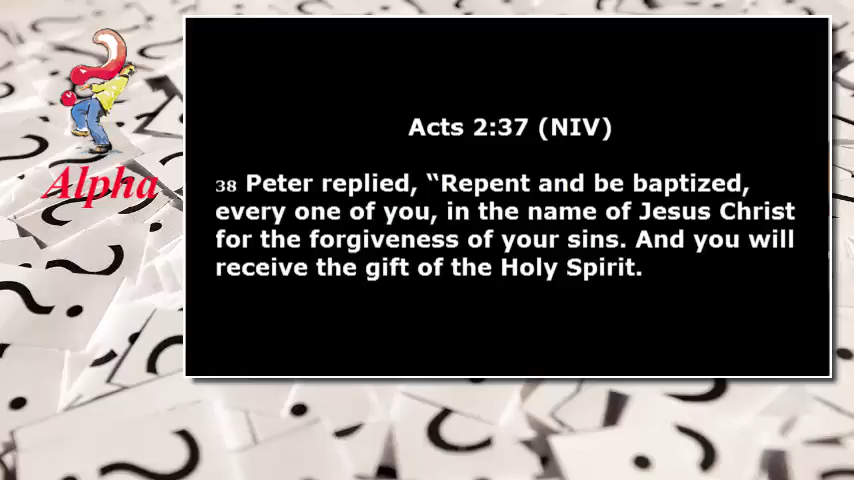 Alpha
Acts 2:37 (NIV)
38 Peter replied, “Repent and be baptized,
every one of you, in the name of Jesus Christ
for the forgiveness of your sins. And you will
receive the gift of the Holy Spirit.